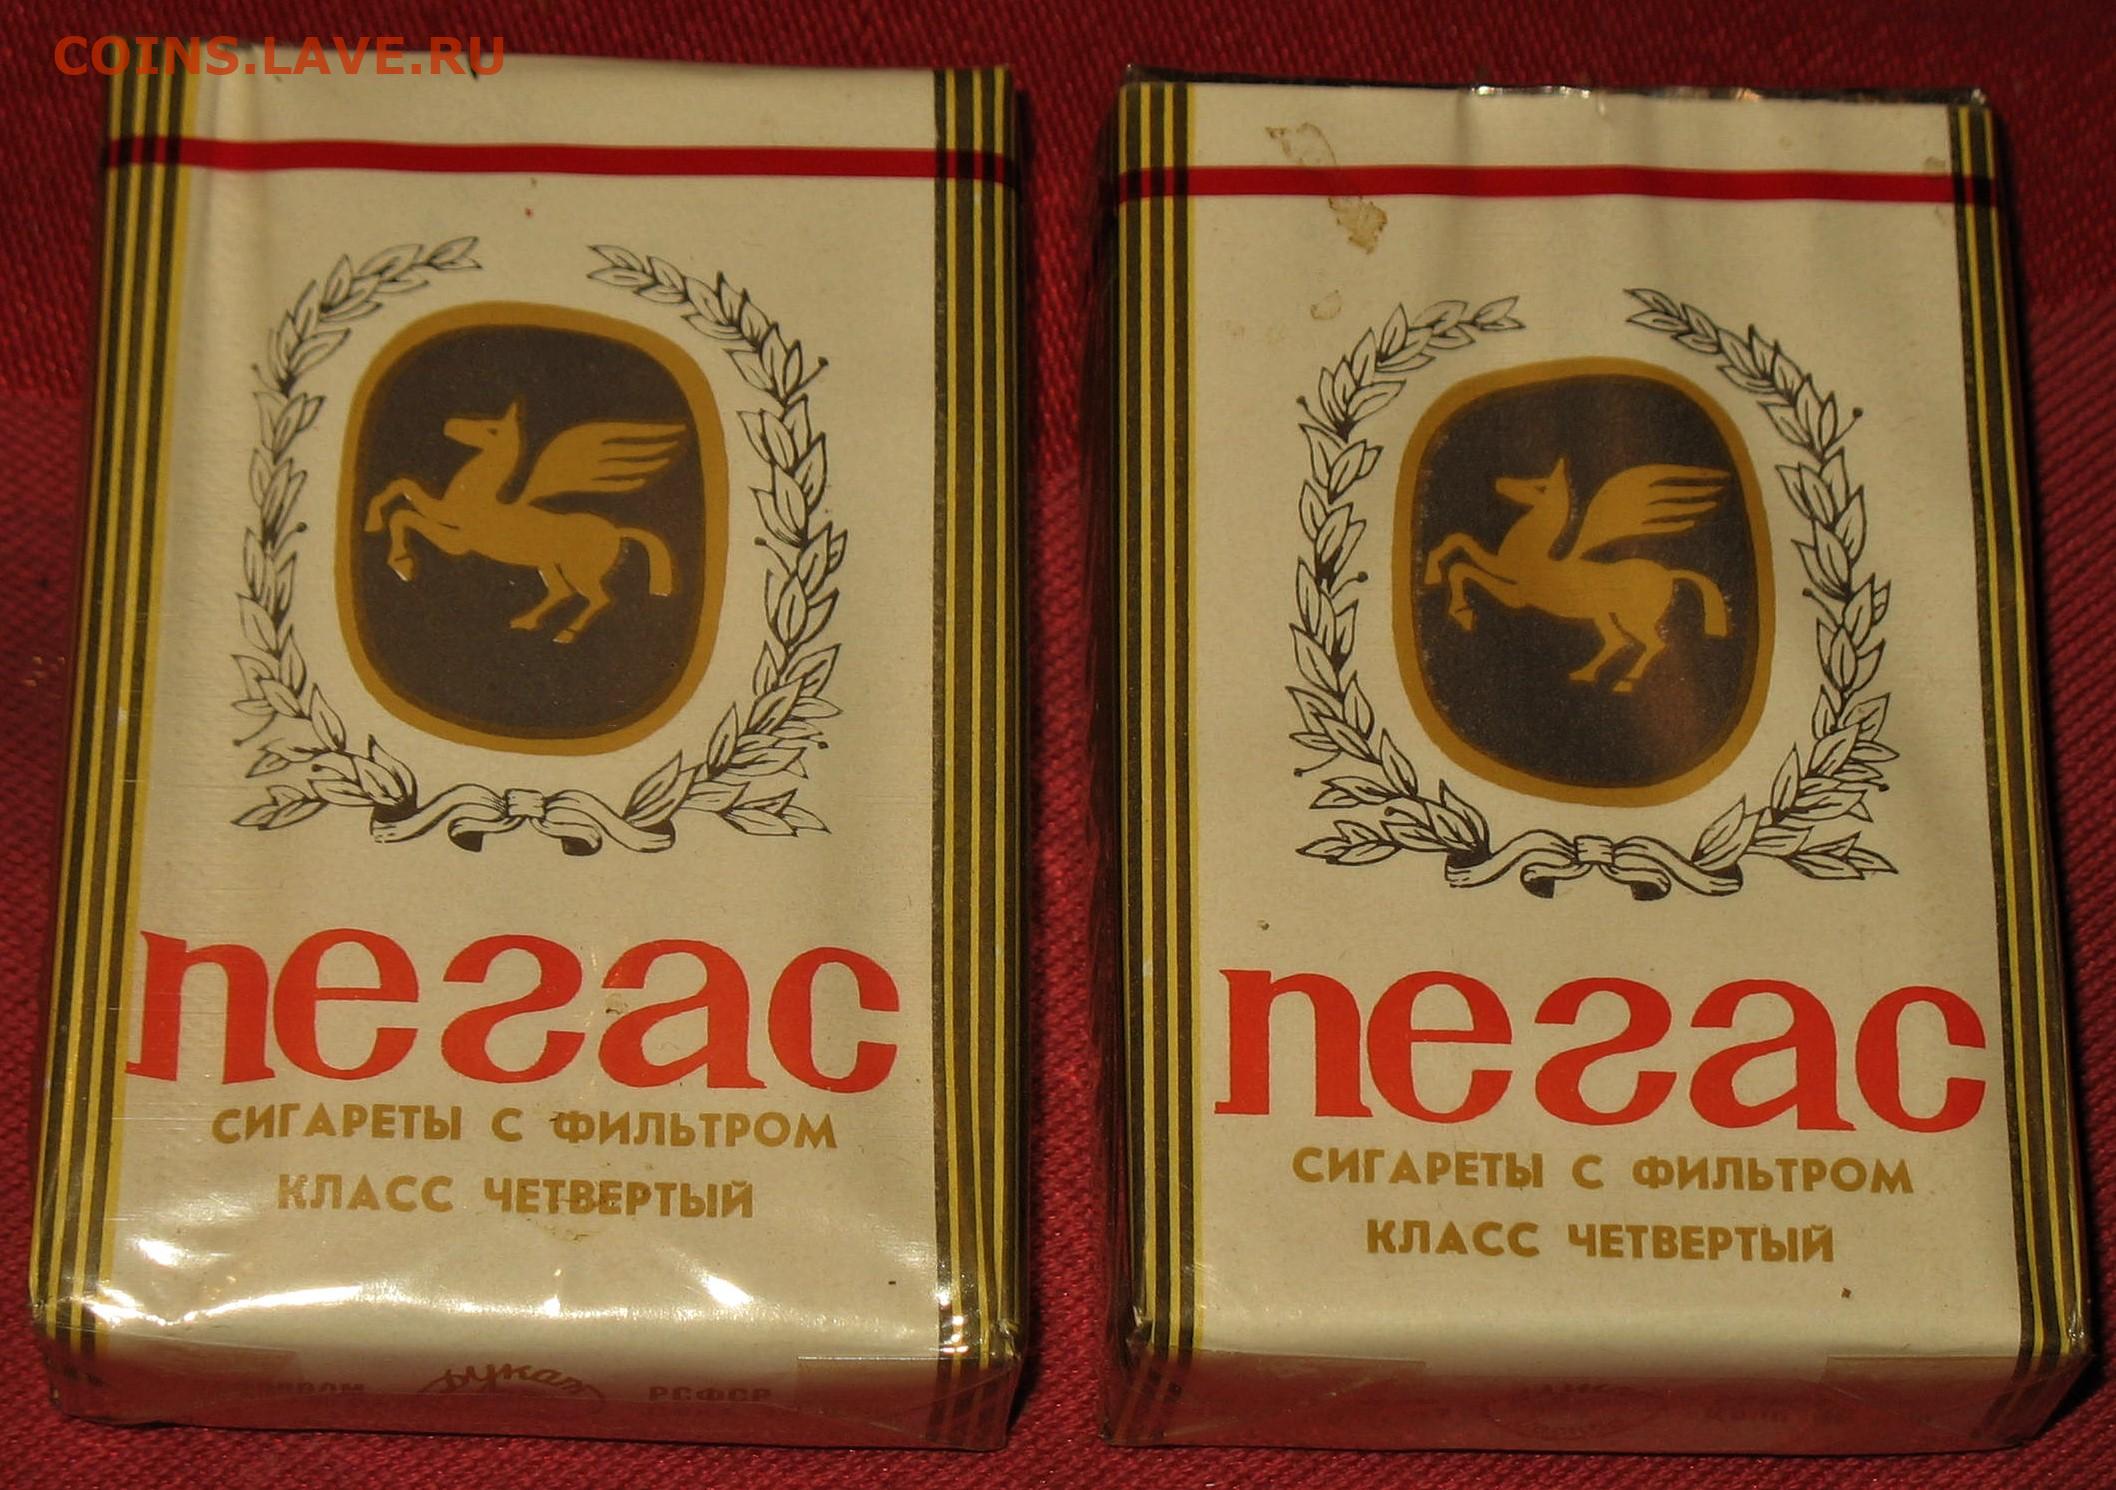 COINS.LAVE.RU
пегас
СИГАРЕТЫ С ФИЛЬТРОМ
КЛАСС ЧЕТВЕРТЫЙ
РСФСР
пегас
СИГАРЕТЫ С ФИЛЬТРОМ
КЛАСС ЧЕТВЕРТЫЙ